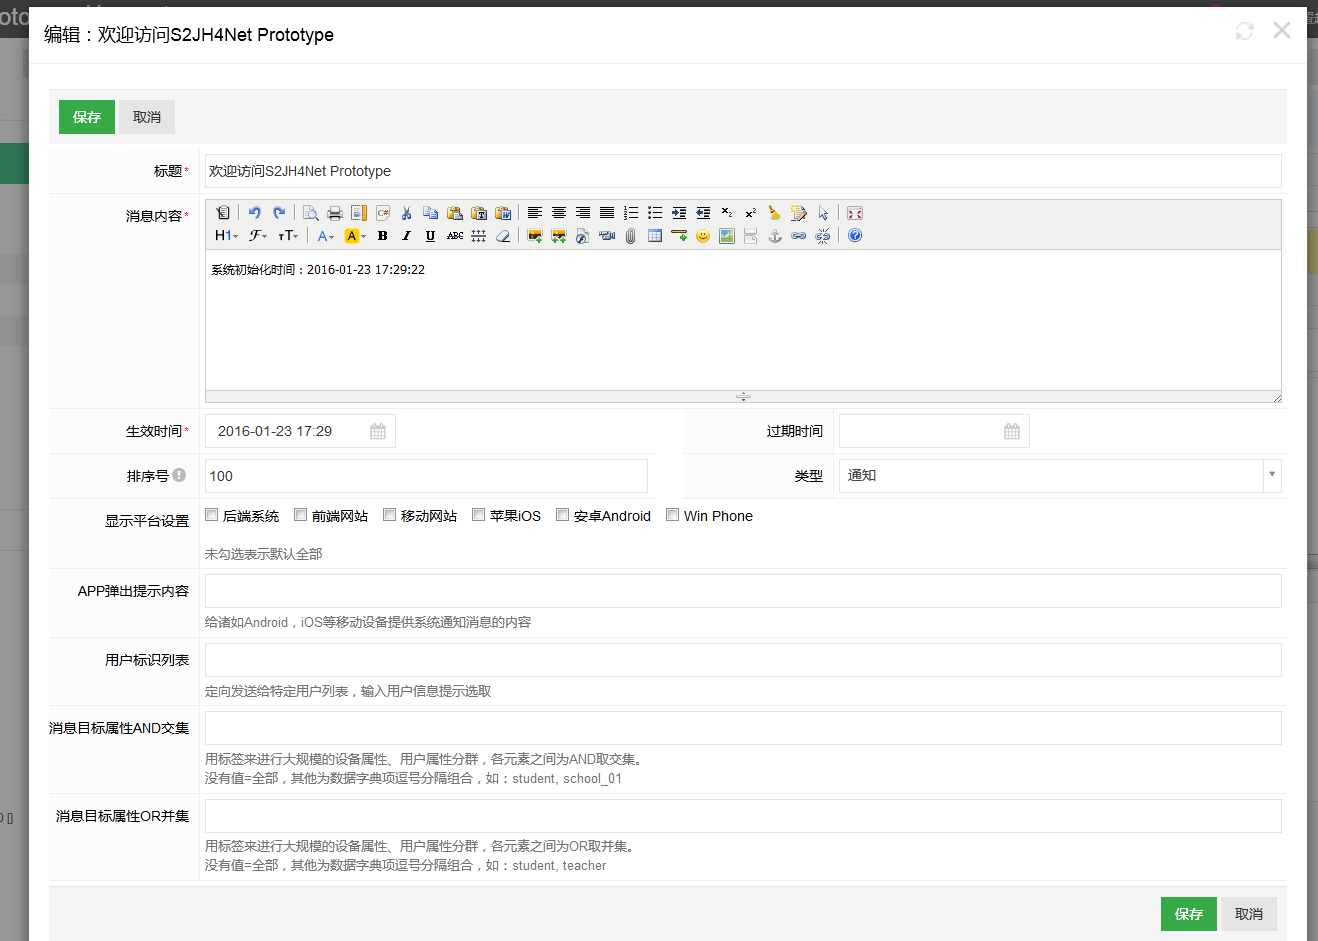 编辑：欢迎访问S2JH4Net Prototype
保存 取消
标题* 欢迎访问S2JH4Net Prototype
消息内容*
H1 F тT A A B I U ABC
系统初始化时间：2016-01-23 17:29:22
生效时间* 2016-01-23 17:29 过期时间
排序号 100 类型 通知
显示平台设置 后端系统 前端网站 移动网站 苹果iOS 安卓Android Win Phone
未勾选表示默认全部
APP弹出提示内容
给诸如Android，iOS等移动设备提供系统通知消息的内容
用户标识列表
定向发送给特定用户列表，输入用户信息提示选取
消息目标属性AND交集
用标签来进行大规模的设备属性、用户属性分群，各元素之间为AND取交集。
没有值=全部，其他为数据字典项逗号分隔组合，如：student, school_01
消息目标属性OR并集
用标签来进行大规模的设备属性、用户属性分群，各元素之间为OR取并集。
没有值=全部，其他为数据字典项逗号分隔组合，如：student, teacher
保存 取消